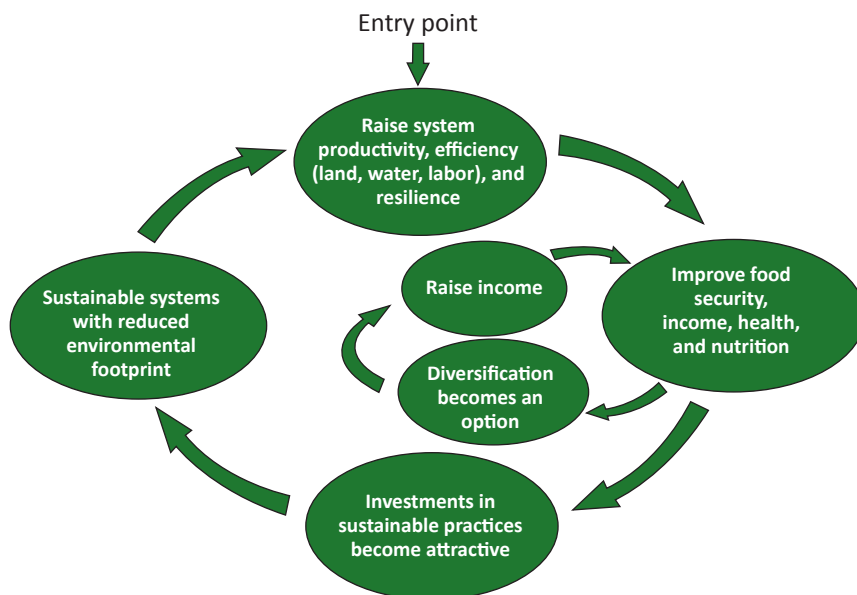 Entry point
Raise system
productivity, efficiency
(land, water, labor), and
resilience
Raise income
Improve food
security,
income, health,
and nutrition
Sustainable systems
with reduced
environmental
footprint
Diversification
becomes an
option
Investments in
sustainable practices
become attractive